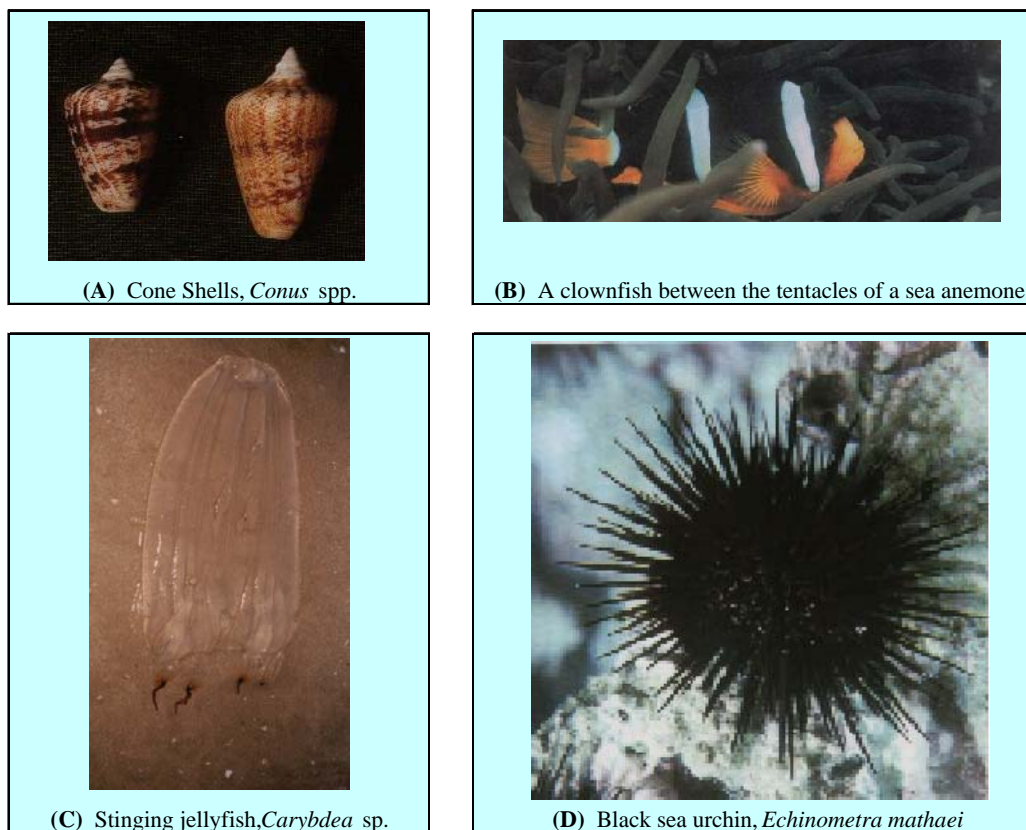 (A) Cone Shells, Conus spp.
(B) A clownfish between the tentacles of a sea anemone
(C) Stinging jellyfish,Carybdea sp.
(D) Black sea urchin, Echinometra mathaei